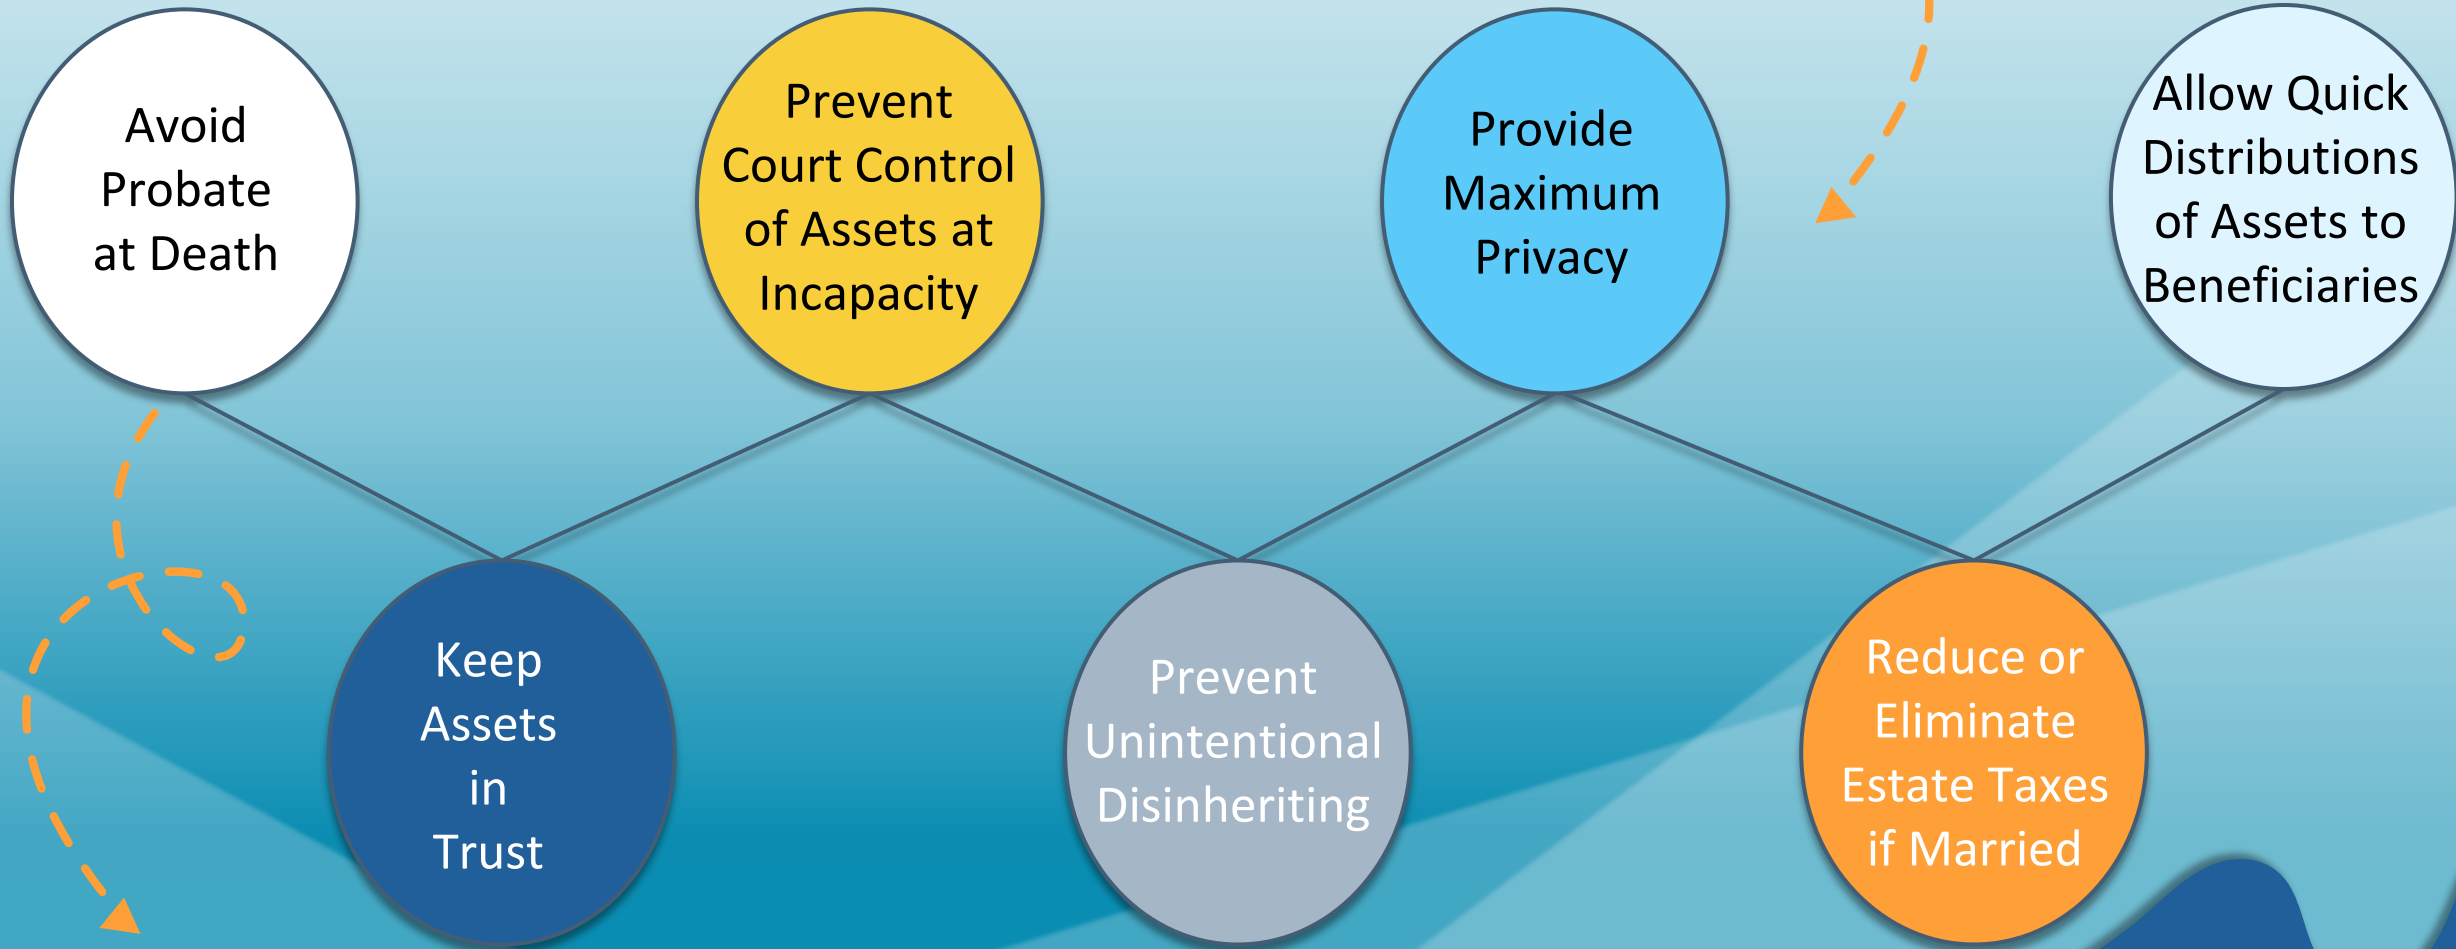 Avoid
Probate
at Death
Keep
Assets
in
Trust
Prevent
Court Control
of Assets at
Incapacity
Prevent
Unintentional
Disinheriting
Provide
Maximum
Privacy
Reduce or
Eliminate
Estate Taxes
if Married
Allow Quick
Distributions
of Assets to
Beneficiaries